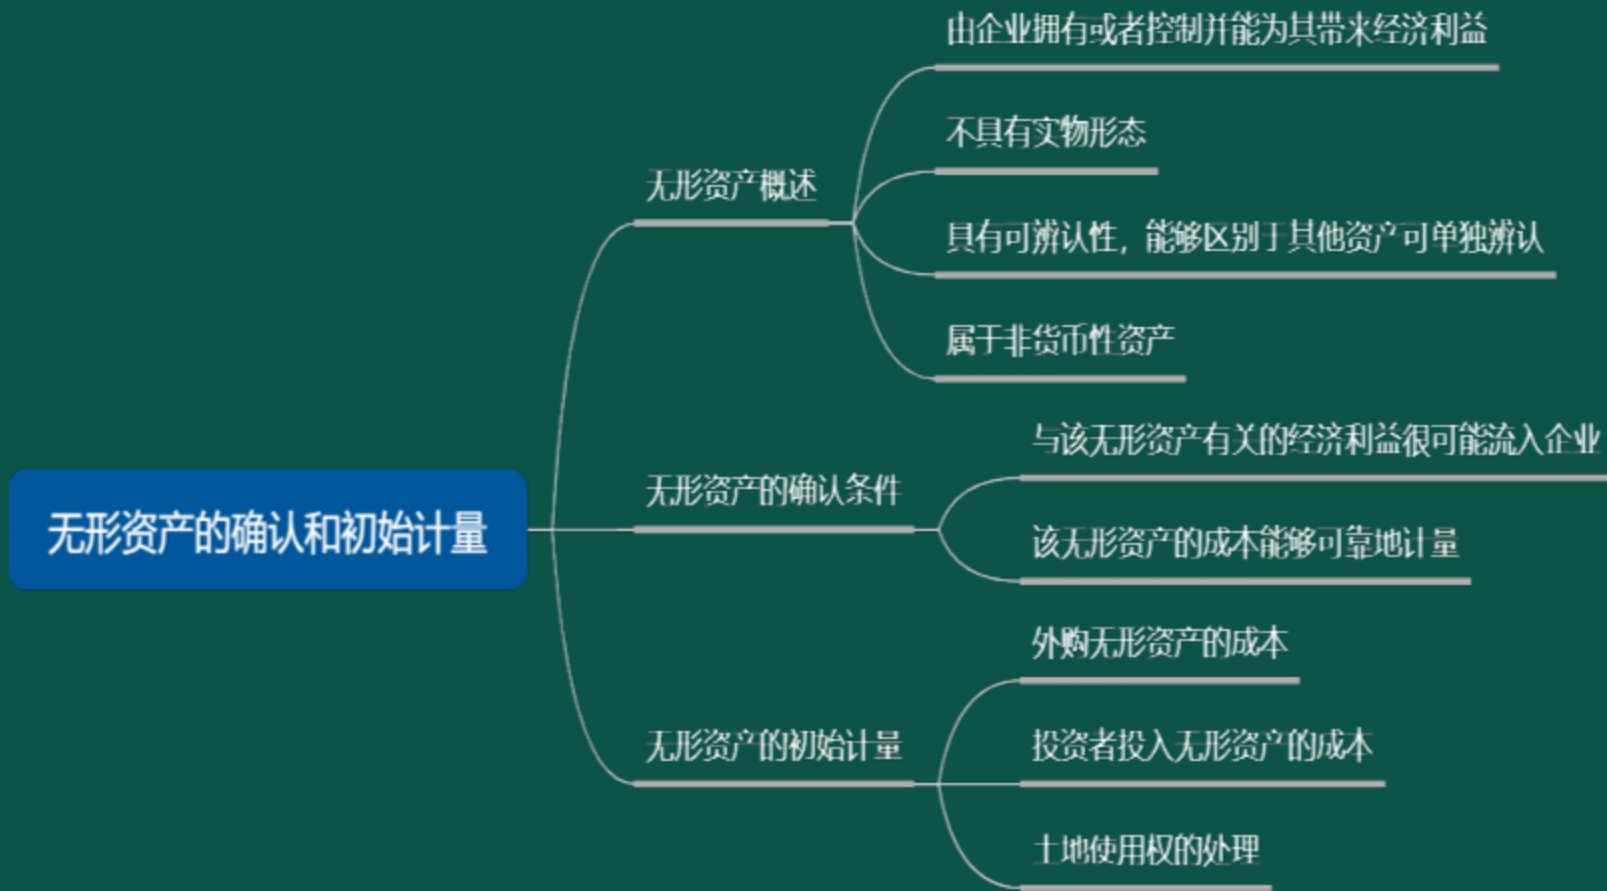 无形资产的确认和初始计量
无形资产概述
由企业拥有或者控制并能为其带来经济利益
不具有实物形态
具有可辨认性，能够区别于其他资产可单独辨认
属于非货币性资产
无形资产的确认条件
与该无形资产有关的经济利益很可能流入企业
该无形资产的成本能够可靠地计量
无形资产的初始计量
外购无形资产的成本
投资者投入无形资产的成本
土地使用权的处理